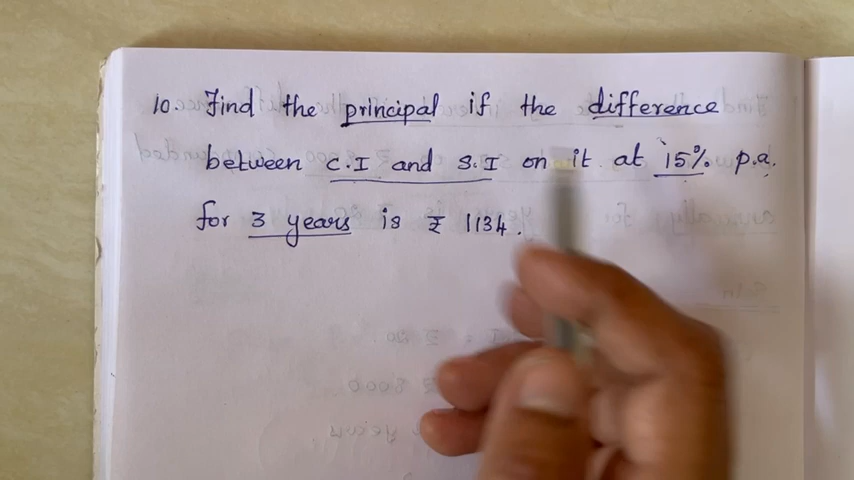 10. Find the principal if the difference
between C.I and S.I on it at 15% p.a.
for 3 years is ₹ 1134.